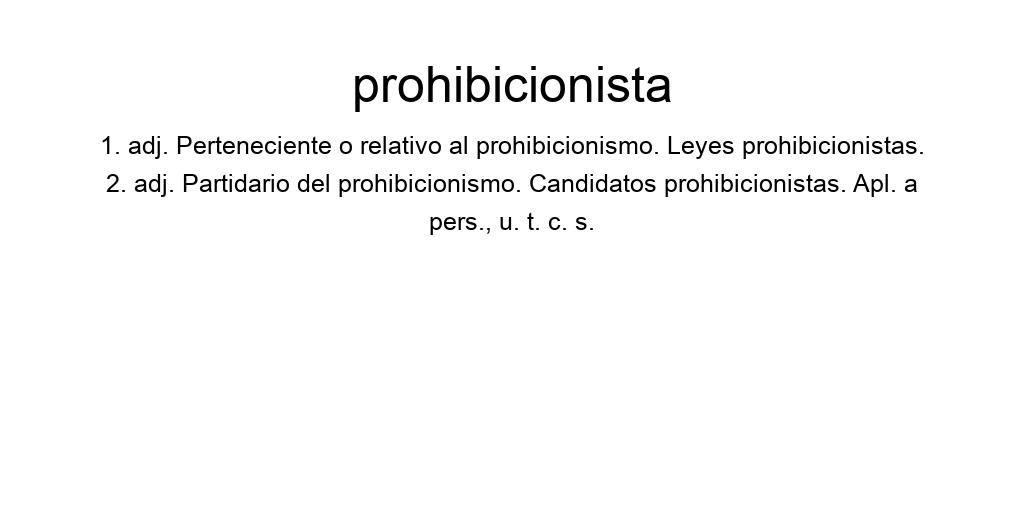 prohibicionista
1. adj. Perteneciente o relativo al prohibicionismo. Leyes prohibicionistas.
2. adj. Partidario del prohibicionismo. Candidatos prohibicionistas. Apl. a
pers., u. t. c. s.